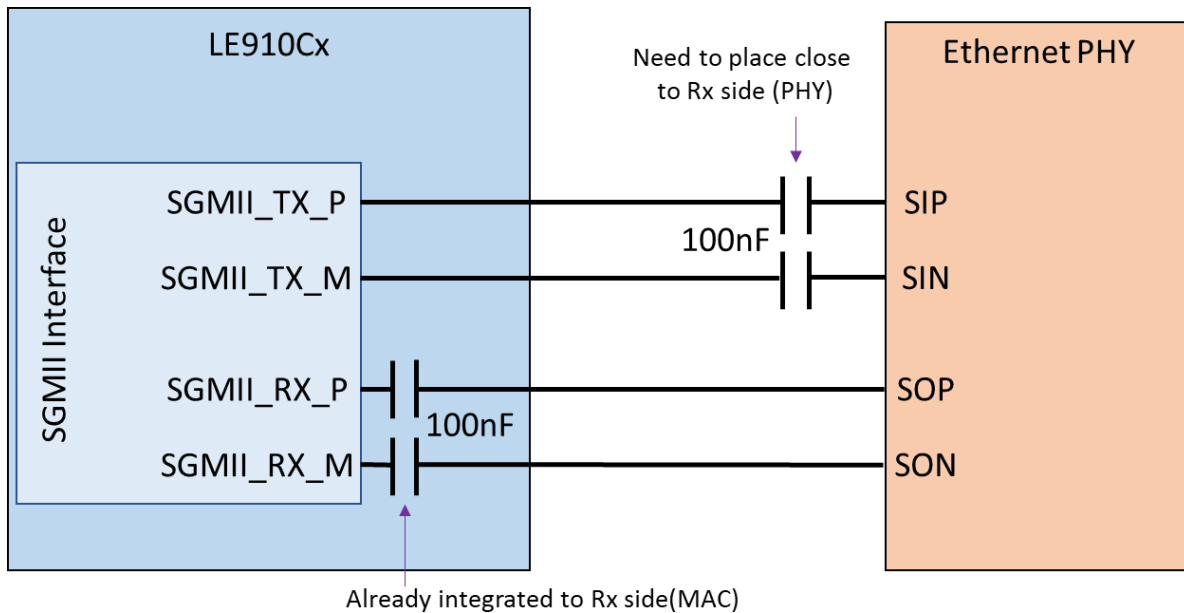 LE910Cx
Need to place close
to Rx side (PHY)
Ethernet PHY
SGMII Interface
SGMII_TX_P
100nF
SIP
SGMII_TX_M
SIN
SGMII_RX_P
100nF
SOP
SGMII_RX_M
SON
Already integrated to Rx side(MAC)